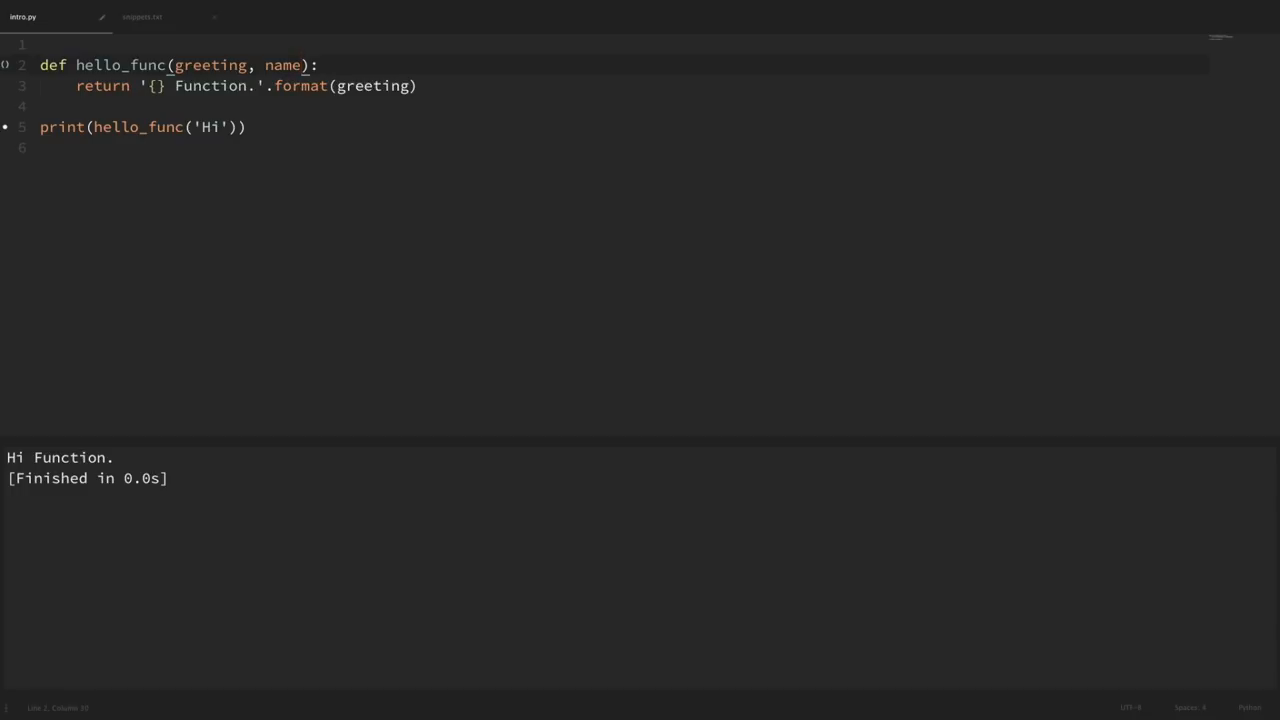 intro.py
snippets.txt
1
2 def hello_func(greeting, name):
3     return '{} Function.'.format(greeting)
4
5 print(hello_func('Hi'))
6
Hi Function.
[Finished in 0.0s]
Line 2, Column 30 UTF-8 Spaces: 4 Python